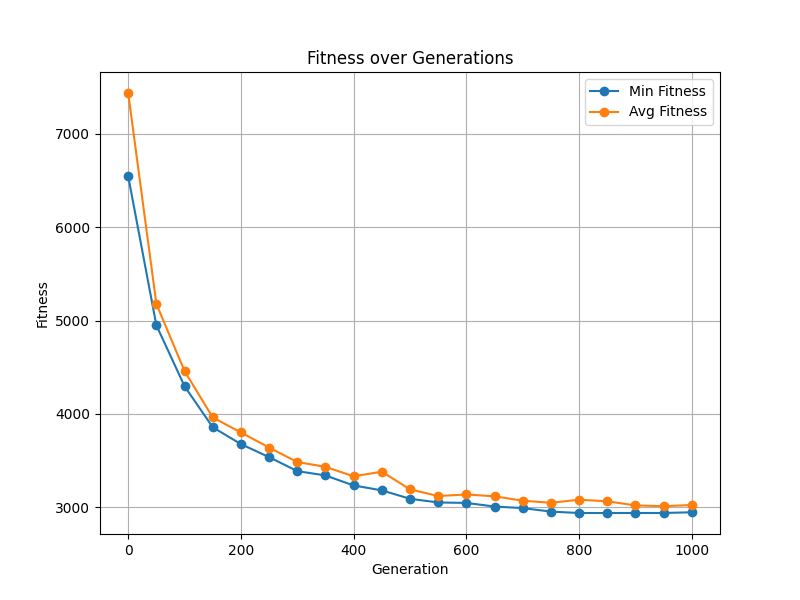 Fitness over Generations
Min Fitness
Avg Fitness
7000
6000
5000
4000
3000
Fitness
0 200 400 600 800 1000
Generation